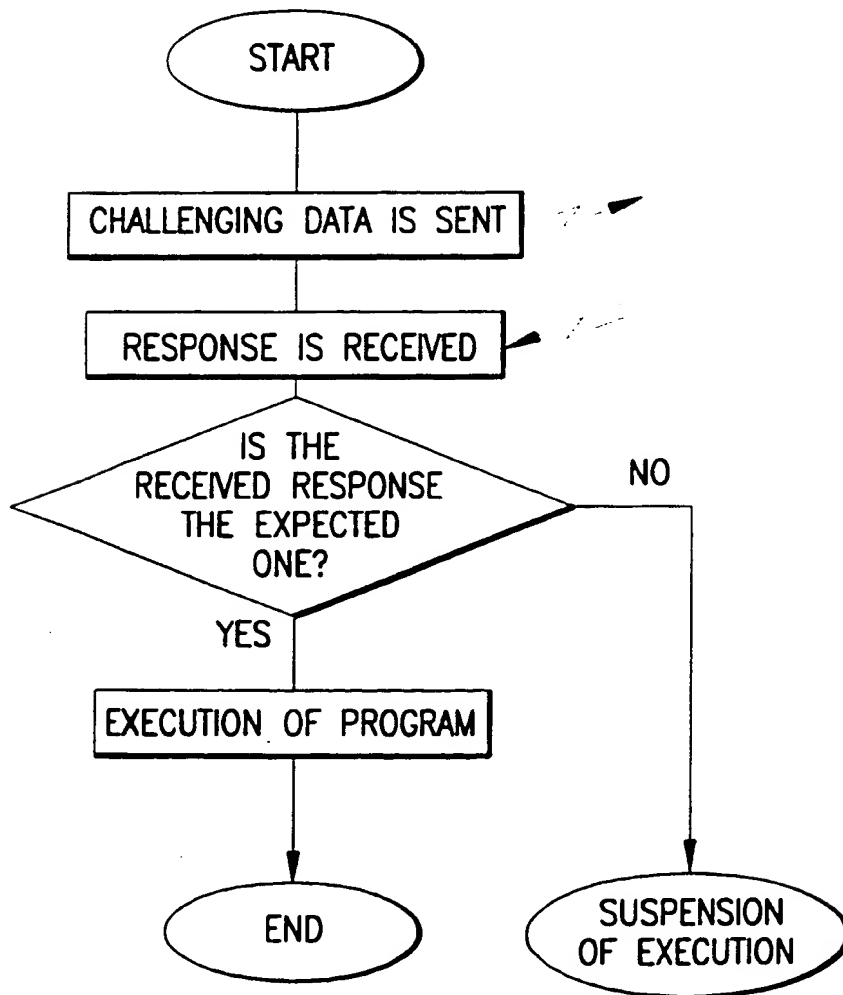 START
CHALLENGING DATA IS SENT
RESPONSE IS RECEIVED
IS THE
RECEIVED RESPONSE
THE EXPECTED
ONE?
NO
YES
EXECUTION OF PROGRAM
END
SUSPENSION
OF EXECUTION